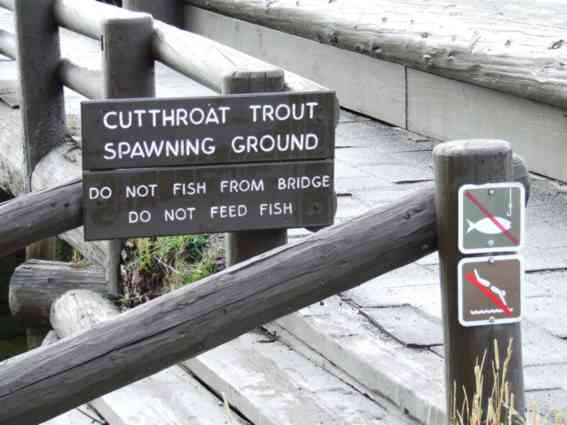 CUTTHROAT TROUT
SPAWNING GROUND
DO NOT FISH FROM BRIDGE
DO NOT FEED FISH